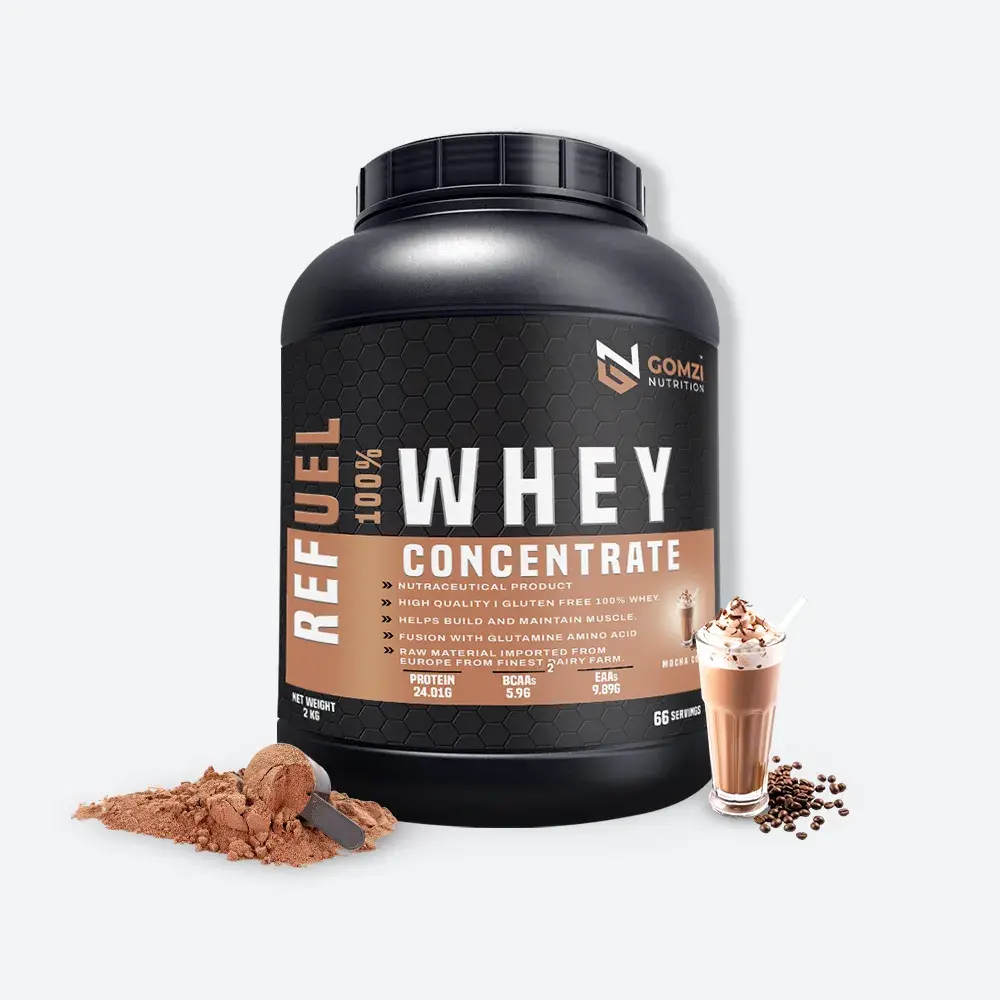 GOMZI™
NUTRITION
REFUEL
100%
WHEY
CONCENTRATE
» NUTRACEUTICAL PRODUCT
» HIGH QUALITY I GLUTEN FREE 100% WHEY.
» HELPS BUILD AND MAINTAIN MUSCLE.
» FUSION WITH GLUTAMINE AMINO ACID
» RAW MATERIAL IMPORTED FROM
EUROPE FROM FINEST DAIRY FARM.
2
PROTEIN
24.01G
BCAAs
5.9G
EAAs
9.89G
MOCHA
NET WEIGHT
2 KG
66 SERVINGS